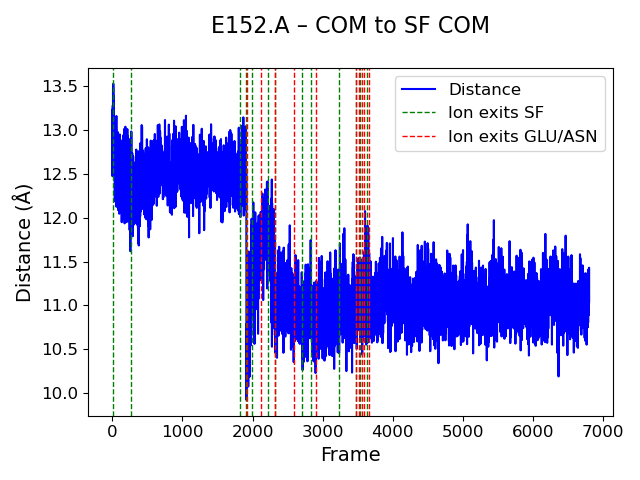 E152.A – COM to SF COM
Distance
Ion exits SF
Ion exits GLU/ASN
13.5
13.0
12.5
12.0
11.5
11.0
10.5
10.0
Distance (Å)
0 1000 2000 3000 4000 5000 6000 7000
Frame